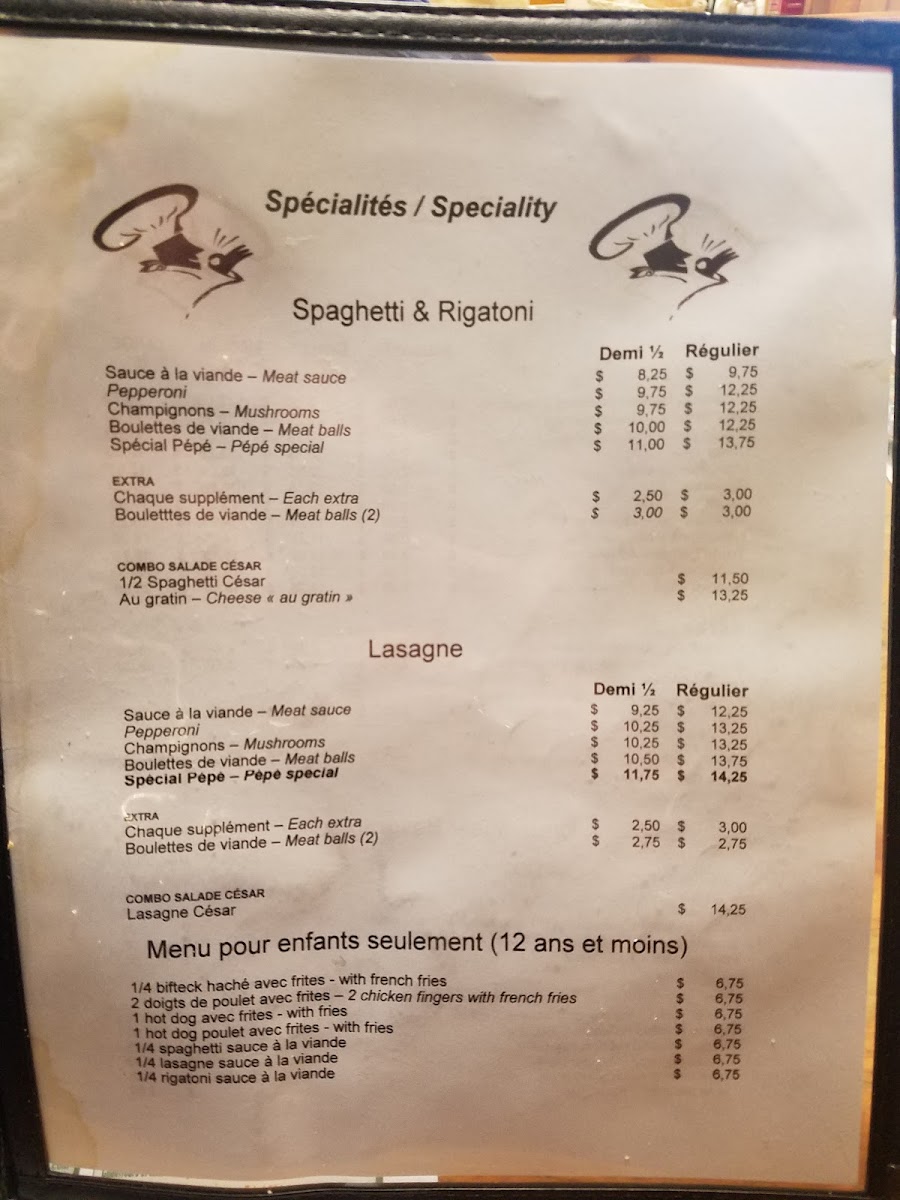 Spécialités / Speciality
Spaghetti & Rigatoni
Demi ½ Régulier
Sauce à la viande – Meat sauce $ 8,25 $ 9,75
Pepperoni $ 9,75 $ 12,25
Champignons – Mushrooms $ 9,75 $ 12,25
Boulettes de viande – Meat balls $ 10,00 $ 12,25
Spécial Pépé – Pépé special $ 11,00 $ 13,75
EXTRA
Chaque supplément – Each extra $ 2,50 $ 3,00
Bouletttes de viande – Meat balls (2) $ 3,00 $ 3,00
COMBO SALADE CÉSAR
1/2 Spaghetti César $ 11,50
Au gratin – Cheese « au gratin » $ 13,25
Lasagne
Demi ½ Régulier
Sauce à la viande – Meat sauce $ 9,25 $ 12,25
Pepperoni $ 10,25 $ 13,25
Champignons – Mushrooms $ 10,25 $ 13,25
Boulettes de viande – Meat balls $ 10,50 $ 13,75
Spécial Pépé – Pépé special $ 11,75 $ 14,25
EXTRA
Chaque supplément – Each extra $ 2,50 $ 3,00
Boulettes de viande – Meat balls (2) $ 2,75 $ 2,75
COMBO SALADE CÉSAR
Lasagne César $ 14,25
Menu pour enfants seulement (12 ans et moins)
1/4 bifteck haché avec frites - with french fries $ 6,75
2 doigts de poulet avec frites – 2 chicken fingers with french fries $ 6,75
1 hot dog avec frites - with fries $ 6,75
1 hot dog poulet avec frites - with fries $ 6,75
1/4 spaghetti sauce à la viande $ 6,75
1/4 lasagne sauce à la viande $ 6,75
1/4 rigatoni sauce à la viande $ 6,75